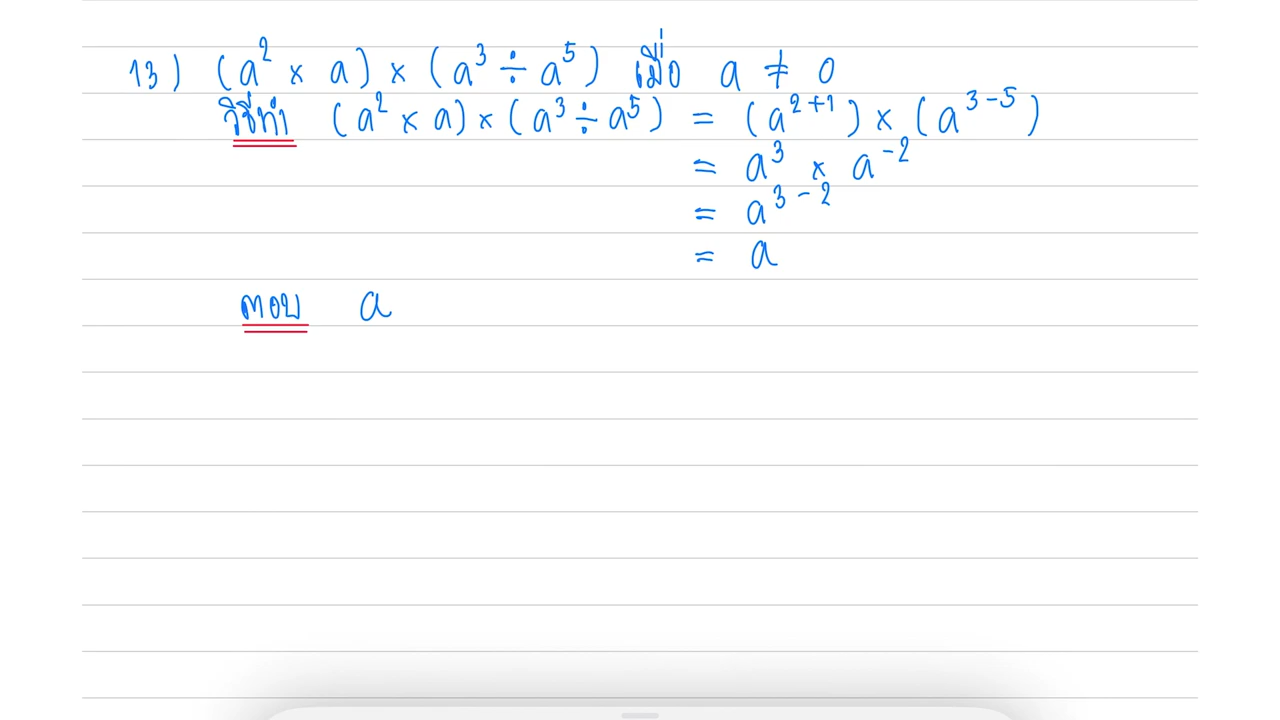 13) (a² × a) × (a³ ÷ a⁵) เมื่อ a ≠ 0
วิธีทำ (a² × a) × (a³ ÷ a⁵) = (a²⁺¹) × (a³⁻⁵)
= a³ × a⁻²
= a³⁻²
= a
ตอบ a